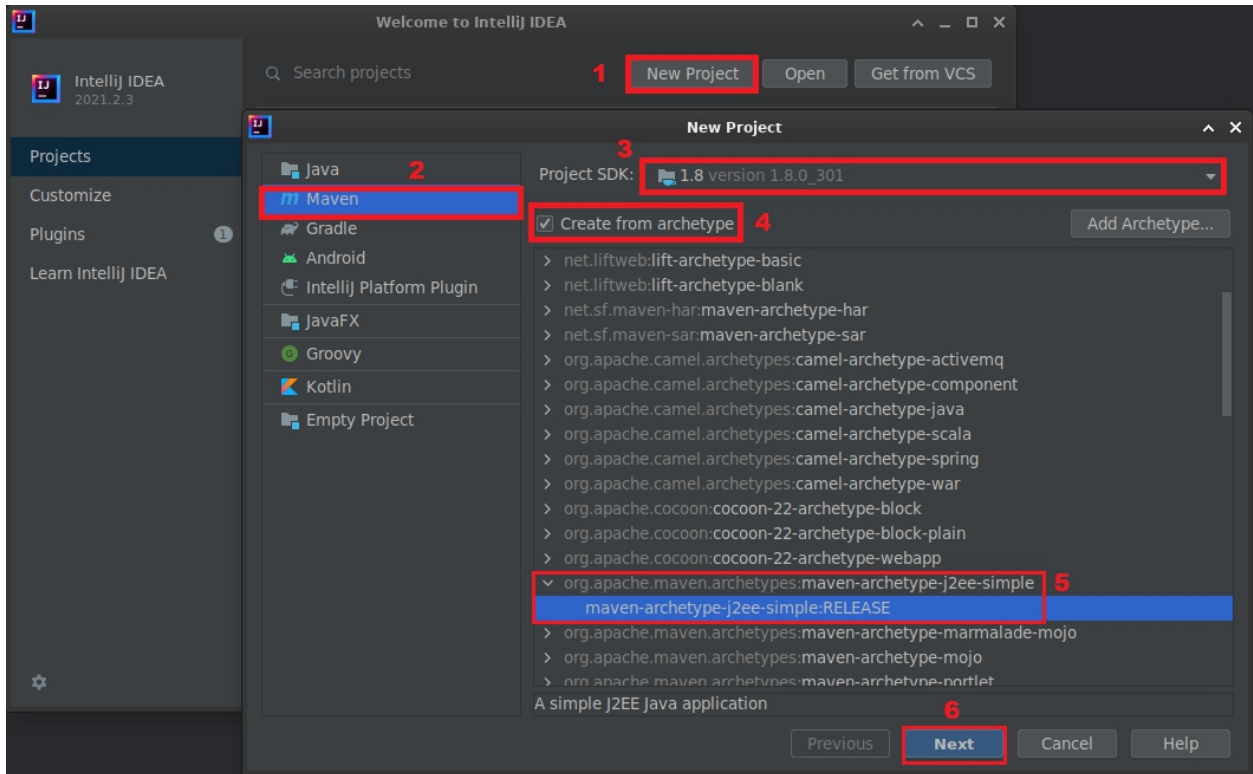 Welcome to IntelliJ IDEA
IntelliJ IDEA
2021.2.3
Search projects
1
New Project
Open
Get from VCS
Projects
Customize
Plugins
1
Learn IntelliJ IDEA
New Project
Java
2
Maven
Gradle
Android
IntelliJ Platform Plugin
JavaFX
Groovy
Kotlin
Empty Project
3
Project SDK:
1.8 version 1.8.0_301
Create from archetype
4
Add Archetype...
net.liftweb:lift-archetype-basic
net.liftweb:lift-archetype-blank
net.sf.maven-har:maven-archetype-har
net.sf.maven-sar:maven-archetype-sar
org.apache.camel.archetypes:camel-archetype-activemq
org.apache.camel.archetypes:camel-archetype-component
org.apache.camel.archetypes:camel-archetype-java
org.apache.camel.archetypes:camel-archetype-scala
org.apache.camel.archetypes:camel-archetype-spring
org.apache.camel.archetypes:camel-archetype-war
org.apache.cocoon:cocoon-22-archetype-block
org.apache.cocoon:cocoon-22-archetype-block-plain
org.apache.cocoon:cocoon-22-archetype-webapp
org.apache.maven.archetypes:maven-archetype-j2ee-simple
5
maven-archetype-j2ee-simple:RELEASE
org.apache.maven.archetypes:maven-archetype-marmalade-mojo
org.apache.maven.archetypes:maven-archetype-mojo
org.apache.maven.archetypes:maven-archetype-portlet
A simple J2EE Java application
6
Previous
Next
Cancel
Help